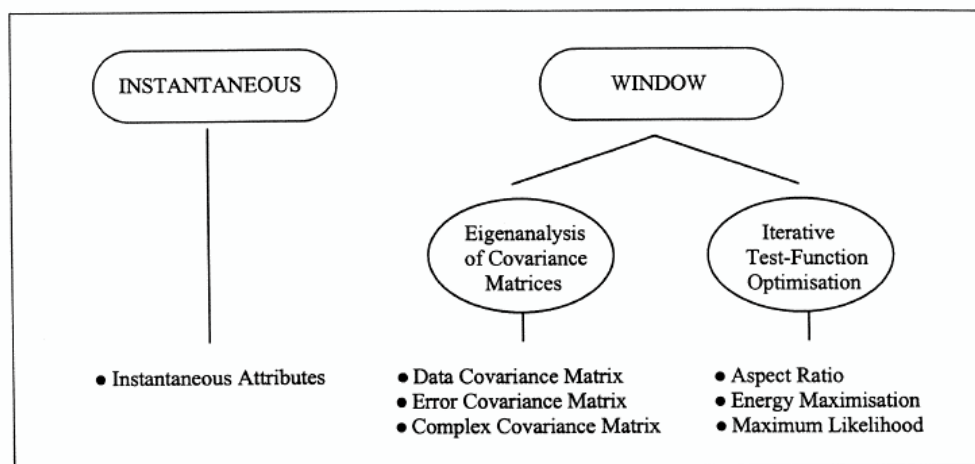 INSTANTANEOUS
WINDOW
Eigenanalysis
of Covariance
Matrices
Iterative
Test-Function
Optimisation
● Instantaneous Attributes
● Data Covariance Matrix
● Error Covariance Matrix
● Complex Covariance Matrix
● Aspect Ratio
● Energy Maximisation
● Maximum Likelihood